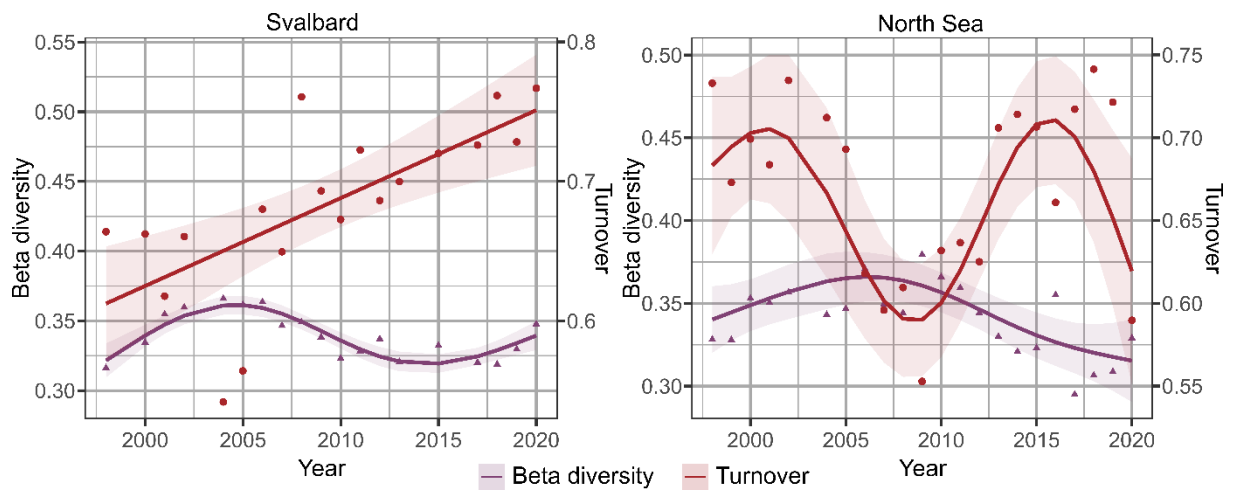 Svalbard
North Sea
Beta diversity
0.55
0.50
0.45
0.40
0.35
0.30
0.8
0.7
0.6
Turnover
2000 2005 2010 2015 2020
Year
Beta diversity
0.50
0.45
0.40
0.35
0.30
0.75
0.70
0.65
0.60
0.55
Turnover
2000 2005 2010 2015 2020
Year
Beta diversity Turnover